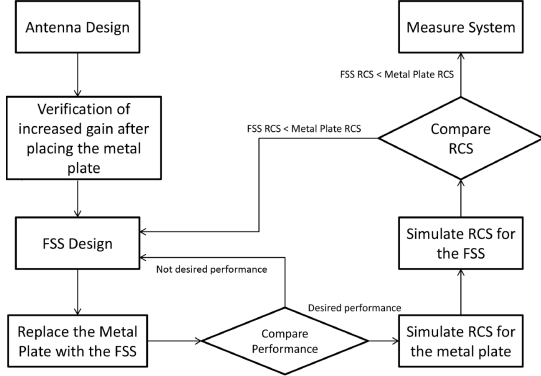 Antenna Design
Measure System
FSS RCS < Metal Plate RCS
Verification of
increased gain after
placing the metal
plate
FSS RCS < Metal Plate RCS
Compare
RCS
FSS Design
Simulate RCS for
the FSS
Not desired performance
Desired performance
Replace the Metal
Plate with the FSS
Compare
Performance
Simulate RCS for
the metal plate